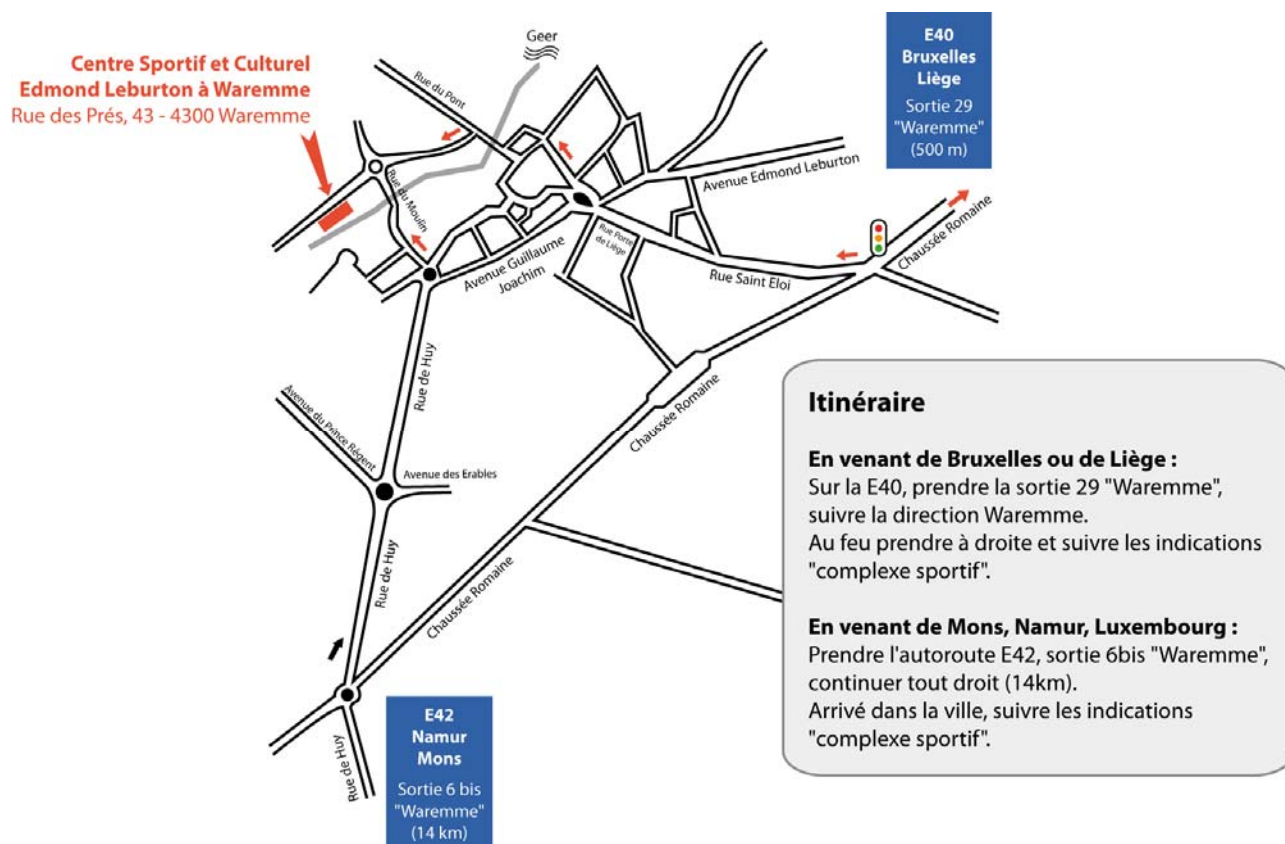 Geer
Centre Sportif et Culturel
Edmond Leburton à Waremme
Rue des Prés, 43 - 4300 Waremme
Rue du Pont
E40
Bruxelles
Liège
Sortie 29
"Waremme"
(500 m)
Avenue Edmond Leburton
Rue du Moulin
Chaussée Romaine
Rue Porte
de Liège
Avenue Guillaume
Joachim
Rue Saint Eloi
Rue de Huy
Chaussée Romaine
Avenue du Prince Régent
Avenue des Erables
Rue de Huy
Chaussée Romaine
Rue de Huy
E42
Namur
Mons
Sortie 6 bis
"Waremme"
(14 km)
Itinéraire
En venant de Bruxelles ou de Liège :
Sur la E40, prendre la sortie 29 "Waremme",
suivre la direction Waremme.
Au feu prendre à droite et suivre les indications
"complexe sportif".
En venant de Mons, Namur, Luxembourg :
Prendre l'autoroute E42, sortie 6bis "Waremme",
continuer tout droit (14km).
Arrivé dans la ville, suivre les indications
"complexe sportif".